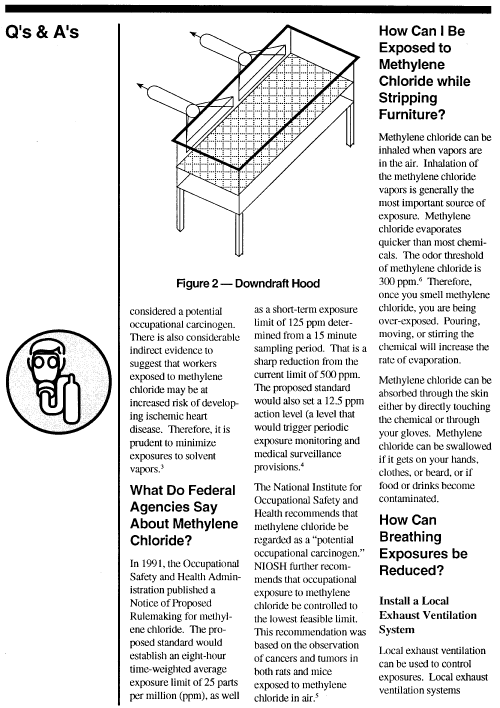 Q's & A's
Figure 2 — Downdraft Hood
considered a potential
occupational carcinogen.
There is also considerable
indirect evidence to
suggest that workers
exposed to methylene
chloride may be at
increased risk of develop-
ing ischemic heart
disease. Therefore, it is
prudent to minimize
exposures to solvent
vapors.³
What Do Federal
Agencies Say
About Methylene
Chloride?
In 1991, the Occupational
Safety and Health Admin-
istration published a
Notice of Proposed
Rulemaking for methyl-
ene chloride. The pro-
posed standard would
establish an eight-hour
time-weighted average
exposure limit of 25 parts
per million (ppm), as well
as a short-term exposure
limit of 125 ppm deter-
mined from a 15 minute
sampling period. That is a
sharp reduction from the
current limit of 500 ppm.
The proposed standard
would also set a 12.5 ppm
action level (a level that
would trigger periodic
exposure monitoring and
medical surveillance
provisions.⁴
The National Institute for
Occupational Safety and
Health recommends that
methylene chloride be
regarded as a “potential
occupational carcinogen.”
NIOSH further recom-
mends that occupational
exposure to methylene
chloride be controlled to
the lowest feasible limit.
This recommendation was
based on the observation
of cancers and tumors in
both rats and mice
exposed to methylene
chloride in air.⁵
How Can I Be
Exposed to
Methylene
Chloride while
Stripping
Furniture?
Methylene chloride can be
inhaled when vapors are
in the air. Inhalation of
the methylene chloride
vapors is generally the
most important source of
exposure. Methylene
chloride evaporates
quicker than most chemi-
cals. The odor threshold
of methylene chloride is
300 ppm.⁶ Therefore,
once you smell methylene
chloride, you are being
over-exposed. Pouring,
moving, or stirring the
chemical will increase the
rate of evaporation.
Methylene chloride can be
absorbed through the skin
either by directly touching
the chemical or through
your gloves. Methylene
chloride can be swallowed
if it gets on your hands,
clothes, or beard, or if
food or drinks become
contaminated.
How Can
Breathing
Exposures be
Reduced?
Install a Local
Exhaust Ventilation
System
Local exhaust ventilation
can be used to control
exposures. Local exhaust
ventilation systems